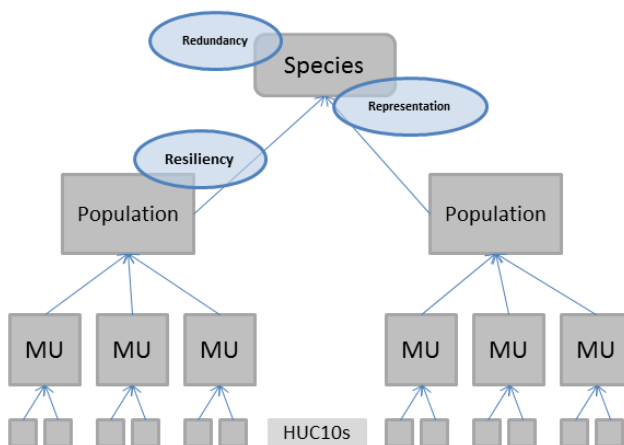 Redundancy
Species
Representation
Resiliency
Population
Population
MU
MU
MU
MU
MU
MU
HUC10s